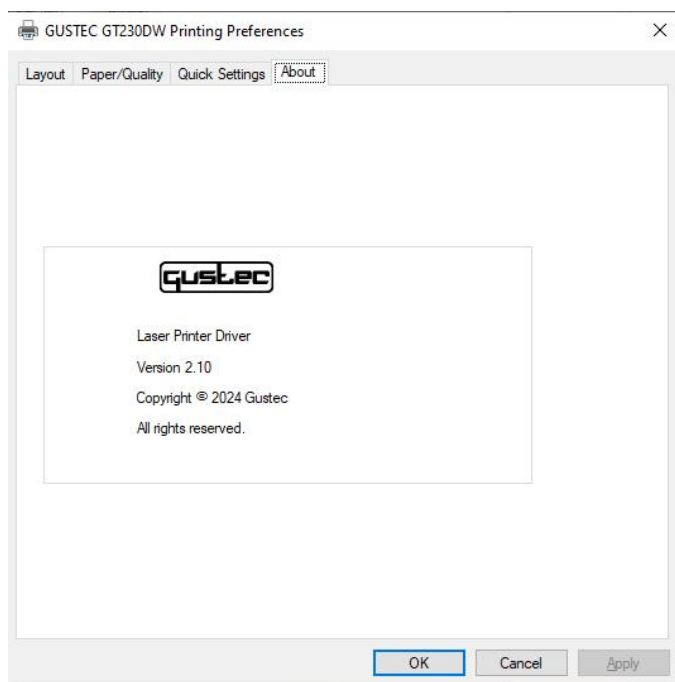 GUSTEC GT230DW Printing Preferences
Layout Paper/Quality Quick Settings About
gustec
Laser Printer Driver
Version 2.10
Copyright © 2024 Gustec
All rights reserved.
OK Cancel Apply